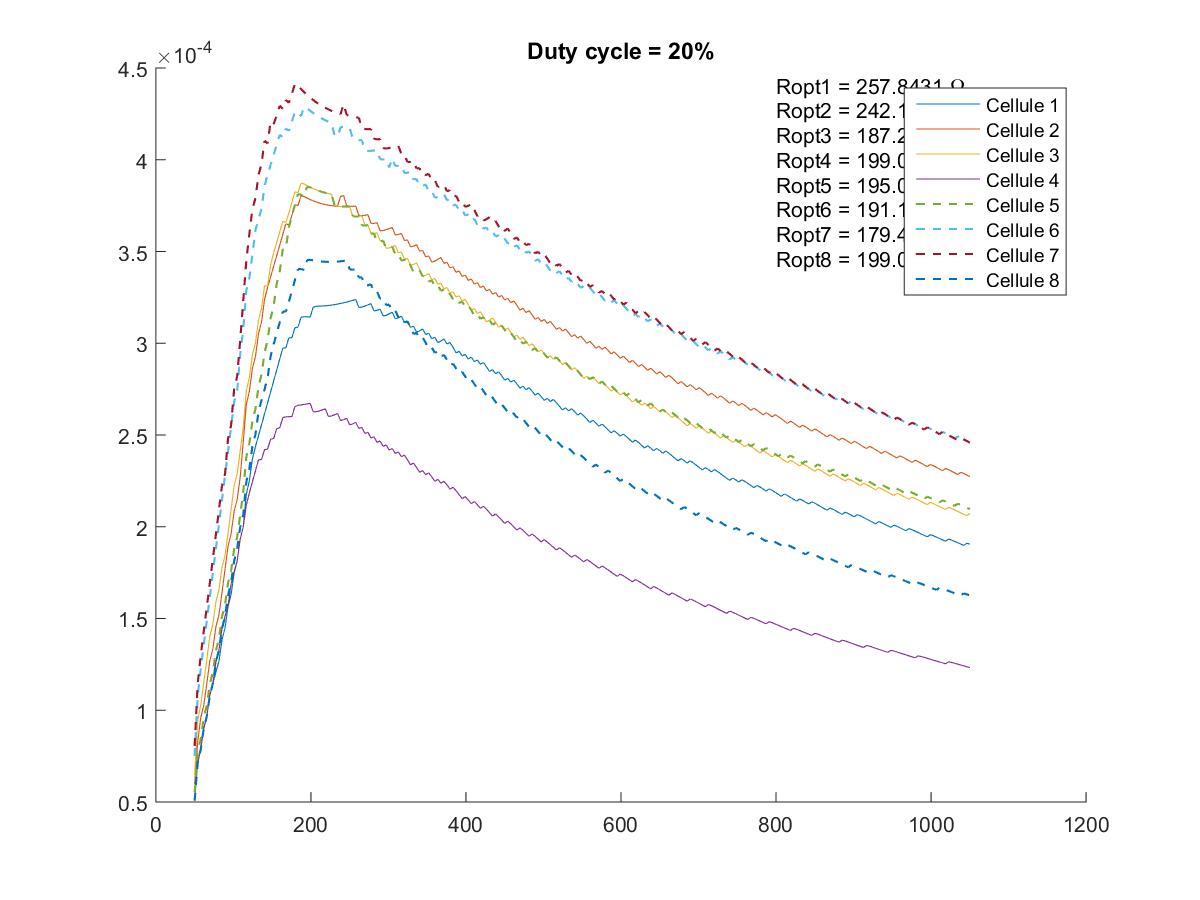 Duty cycle = 20%
×10-4
4.5
4
3.5
3
2.5
2
1.5
1
0.5
0
200
400
600
800
1000
1200
Ropt1 = 257.8431 Ω
Ropt2 = 242.1
Ropt3 = 187.2
Ropt4 = 199.0
Ropt5 = 195.0
Ropt6 = 191.1
Ropt7 = 179.4
Ropt8 = 199.0
Cellule 1
Cellule 2
Cellule 3
Cellule 4
Cellule 5
Cellule 6
Cellule 7
Cellule 8